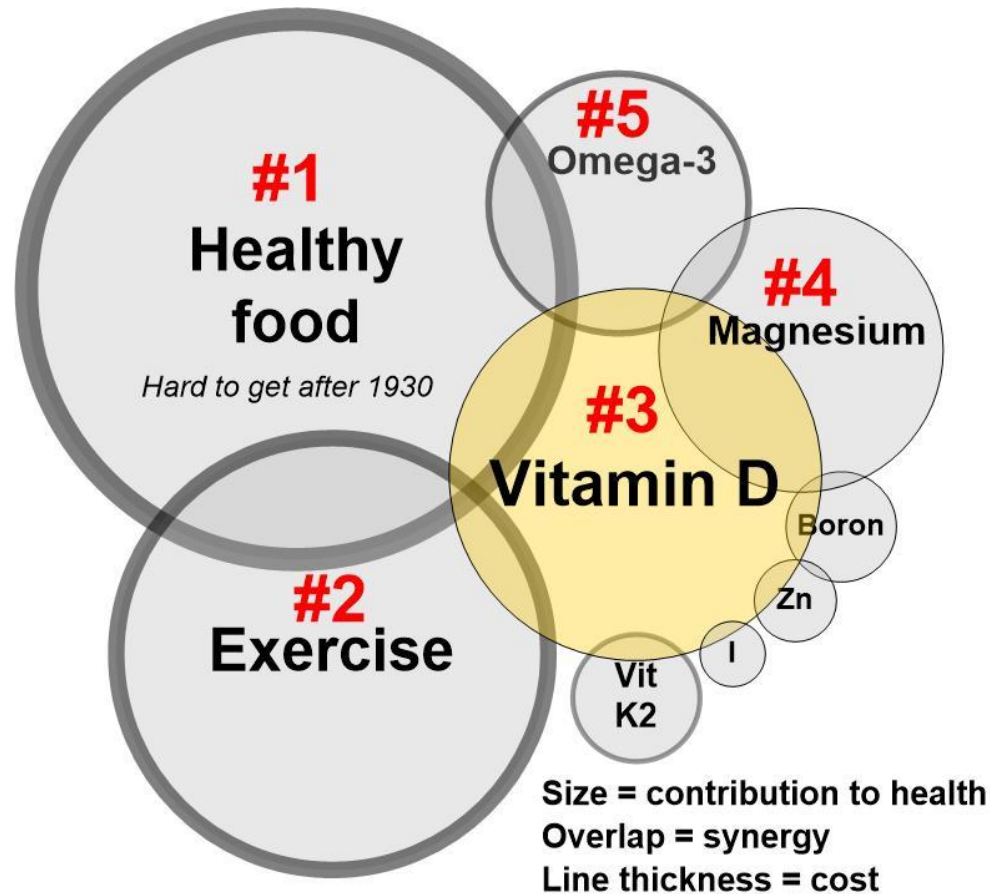 #1
Healthy
food
Hard to get after 1930
#5
Omega-3
#4
Magnesium
#3
Vitamin D
Boron
Zn
I
Vit
K2
#2
Exercise
Size = contribution to health
Overlap = synergy
Line thickness = cost